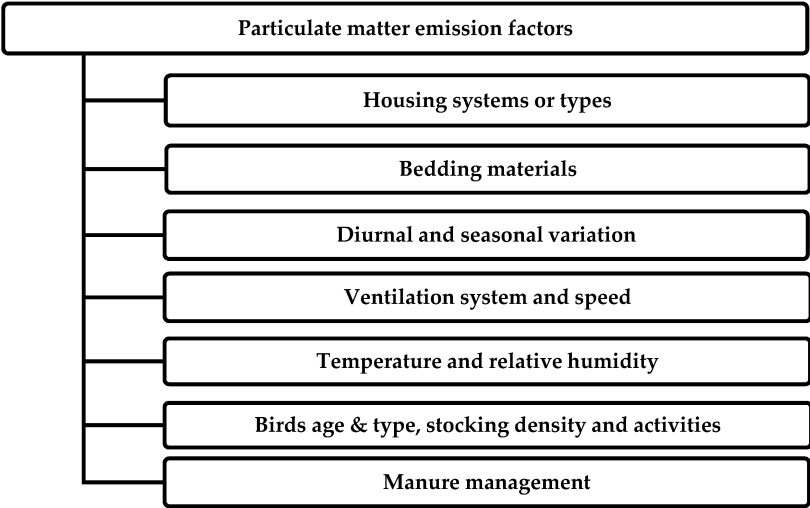 Particulate matter emission factors
Housing systems or types
Bedding materials
Diurnal and seasonal variation
Ventilation system and speed
Temperature and relative humidity
Birds age & type, stocking density and activities
Manure management